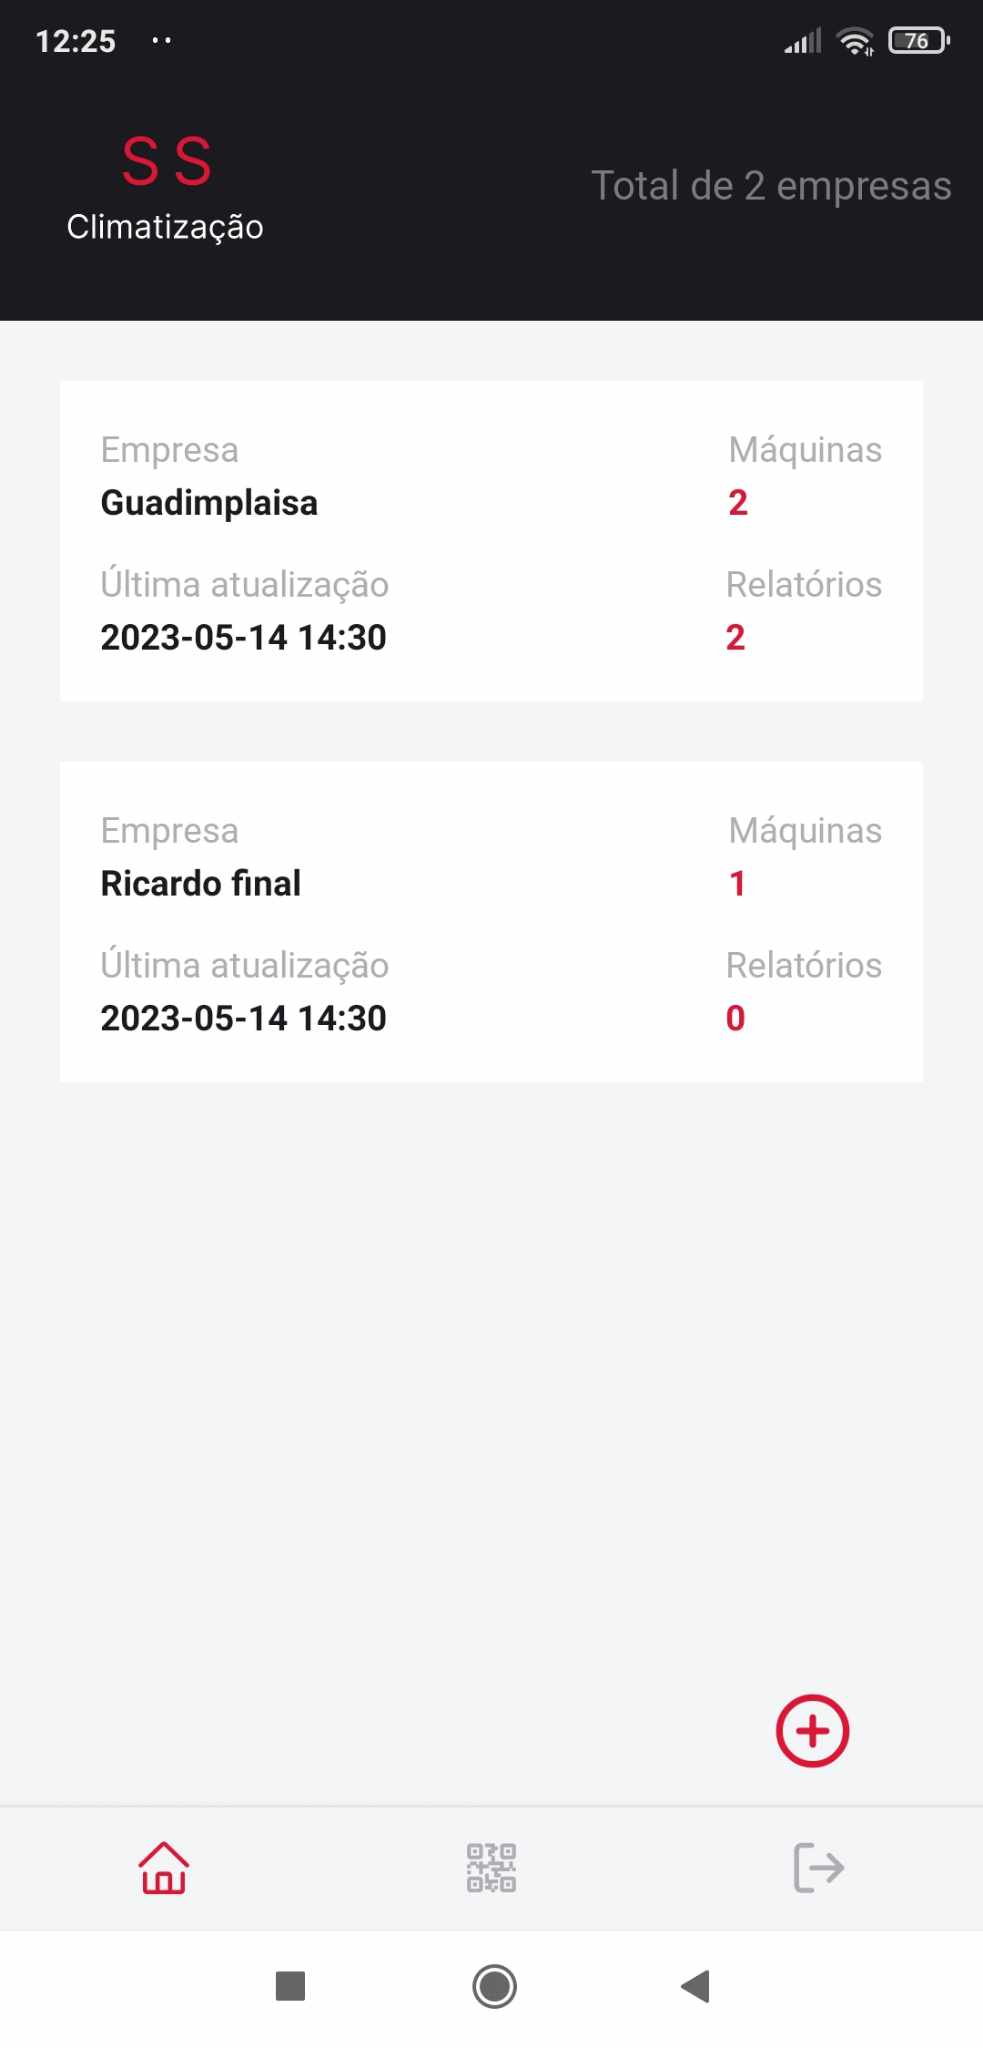 12:25
76
S S
Climatização
Total de 2 empresas
Empresa
Máquinas
Guadimplaisa
2
Última atualização
Relatórios
2023-05-14 14:30
2
Empresa
Máquinas
Ricardo final
1
Última atualização
Relatórios
2023-05-14 14:30
0